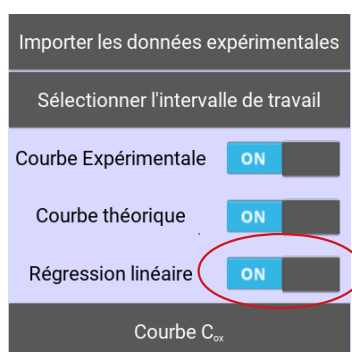 Importer les données expérimentales
Sélectionner l'intervalle de travail
Courbe Expérimentale ON
Courbe théorique ON
Régression linéaire ON
Courbe Cₒₓ